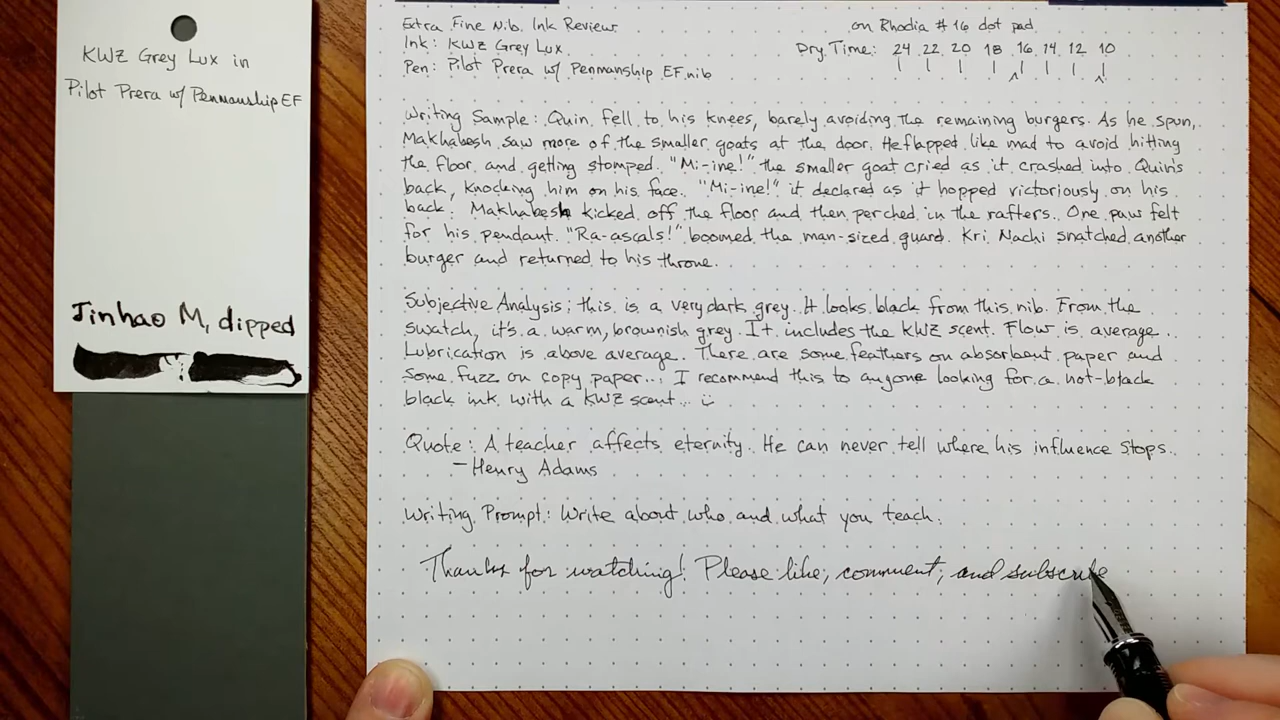 KWZ Grey Lux in
Pilot Prera w/ Penmanship EF
Jinhao M, dipped
Extra Fine Nib Ink Review
Ink: KWZ Grey Lux
Pen: Pilot Prera w/ Penmanship EF nib
on Rhodia #16 dot pad
Dry Time: 24 22 20 18 16 14 12 10
Writing Sample: Quin fell to his knees, barely avoiding the remaining burgers. As he spun,
Makhabesh saw more of the smaller goats at the door. He flapped like mad to avoid hitting
the floor and getting stomped. "Mi-ine!" the smaller goat cried as it crashed into Quin's
back, knocking him on his face. "Mi-ine!" it declared as it hopped victoriously on his
back. Makhabesh kicked off the floor and then perched in the rafters. One paw felt
for his pendant. "Ra-ascals!" boomed the man-sized guard. Kri Nachi snatched another
burger and returned to his throne.
Subjective Analysis: this is a very dark grey. It looks black from this nib. From the
swatch, it's a warm, brownish grey. It includes the KWZ scent. Flow is average.
Lubrication is above average. There are some feathers on absorbent paper and
some fuzz on copy paper... I recommend this to anyone looking for a not-black
black ink with a KWZ scent... ü
Quote: A teacher affects eternity. He can never tell where his influence stops.
- Henry Adams
Writing Prompt: Write about who and what you teach.
Thanks for watching! Please like, comment, and subscribe